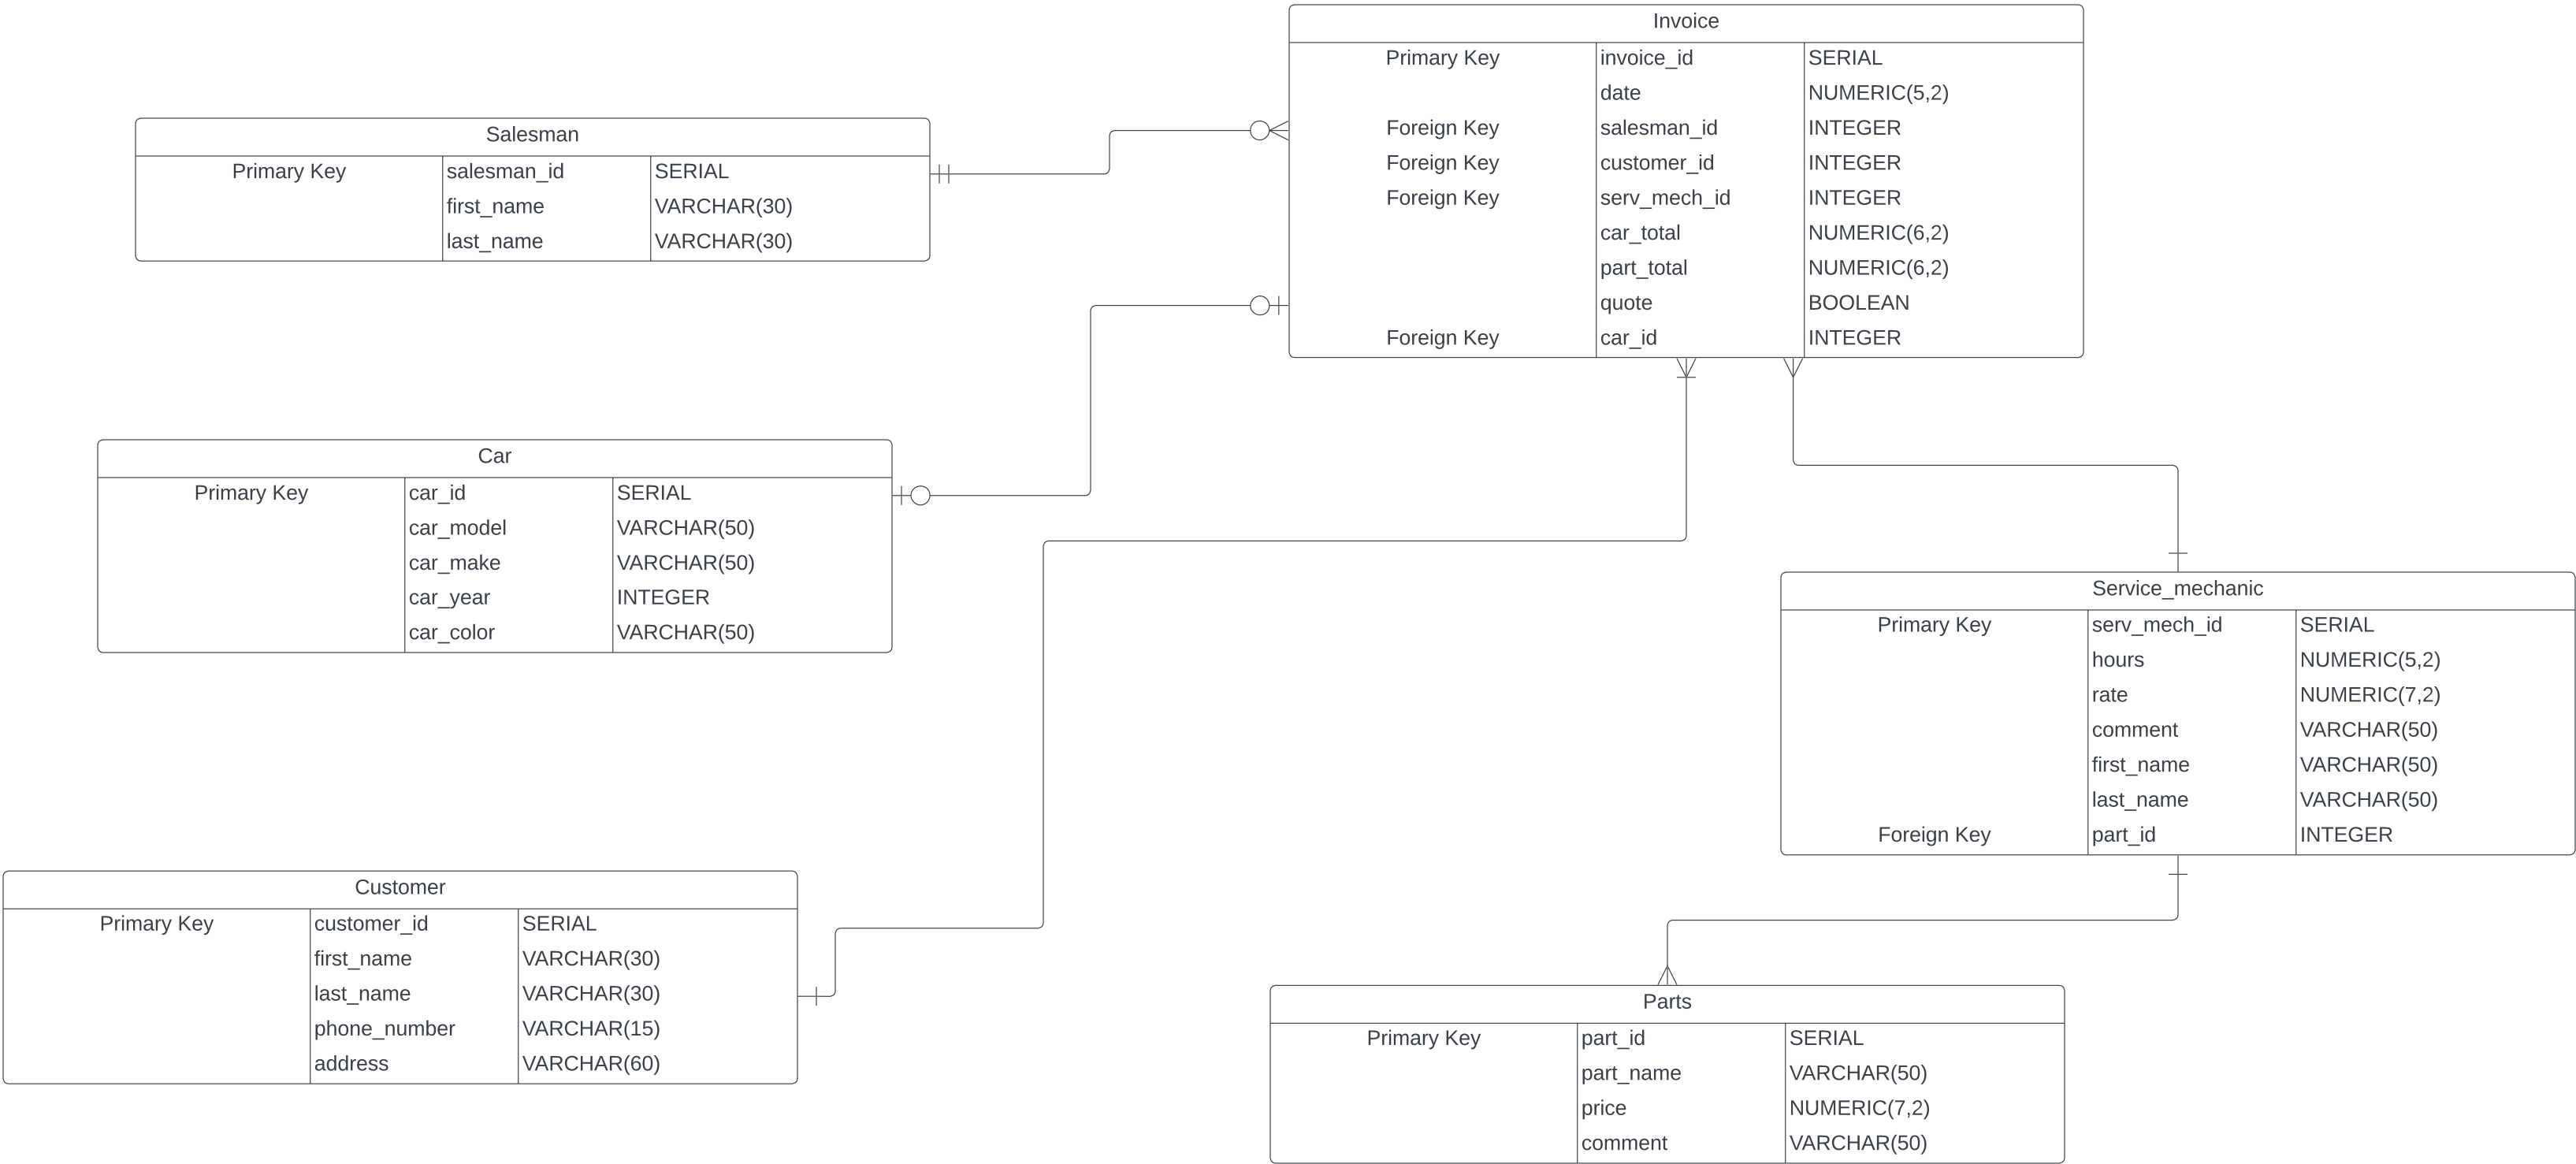 Invoice
Primary Key invoice_id SERIAL
date NUMERIC(5,2)
Foreign Key salesman_id INTEGER
Foreign Key customer_id INTEGER
Foreign Key serv_mech_id INTEGER
car_total NUMERIC(6,2)
part_total NUMERIC(6,2)
quote BOOLEAN
Foreign Key car_id INTEGER
Salesman
Primary Key salesman_id SERIAL
first_name VARCHAR(30)
last_name VARCHAR(30)
Car
Primary Key car_id SERIAL
car_model VARCHAR(50)
car_make VARCHAR(50)
car_year INTEGER
car_color VARCHAR(50)
Service_mechanic
Primary Key serv_mech_id SERIAL
hours NUMERIC(5,2)
rate NUMERIC(7,2)
comment VARCHAR(50)
first_name VARCHAR(50)
last_name VARCHAR(50)
Foreign Key part_id INTEGER
Customer
Primary Key customer_id SERIAL
first_name VARCHAR(30)
last_name VARCHAR(30)
phone_number VARCHAR(15)
address VARCHAR(60)
Parts
Primary Key part_id SERIAL
part_name VARCHAR(50)
price NUMERIC(7,2)
comment VARCHAR(50)